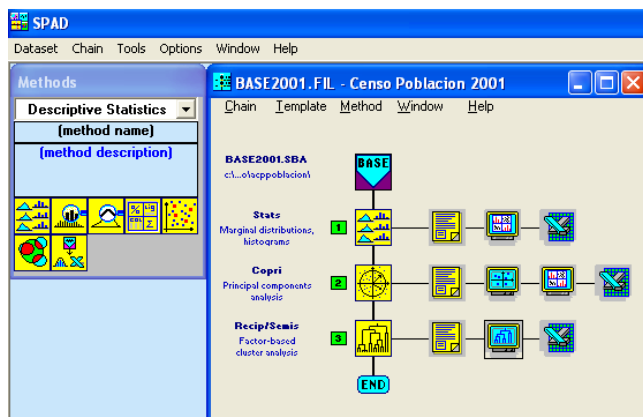 SPAD
Dataset Chain Tools Options Window Help
Methods
Descriptive Statistics
(method name)
(method description)
BASE2001.FIL - Censo Poblacion 2001
Chain Template Method Window Help
BASE2001.SBA
c:\...o\acppoblacion\
BASE
Stats
Marginal distributions,
histograms
1
Copri
Principal components
analysis
2
Recip/Semis
Factor-based
cluster analysis
3
END